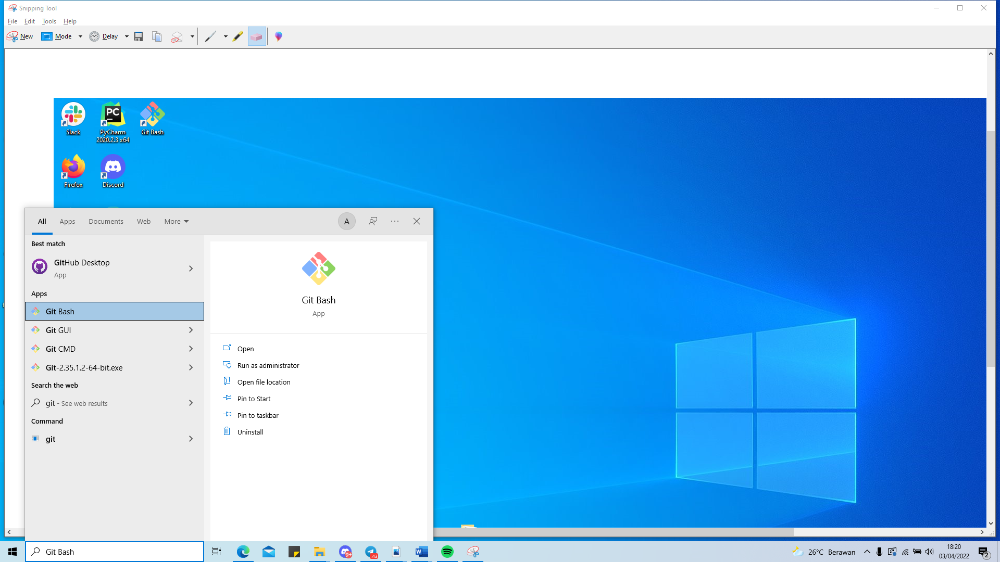 Snipping Tool
File Edit Tools Help
New Mode Delay
Slack
PyCharm
2020.2.3 x64
Git Bash
Firefox
Discord
All Apps Documents Web More
A
Best match
GitHub Desktop
App
Apps
Git Bash
Git GUI
Git CMD
Git-2.35.1.2-64-bit.exe
Search the web
git - See web results
Command
git
Git Bash
App
Open
Run as administrator
Open file location
Pin to Start
Pin to taskbar
Uninstall
Git Bash
9+
43
26°C Berawan
18:20
03/04/2022
2